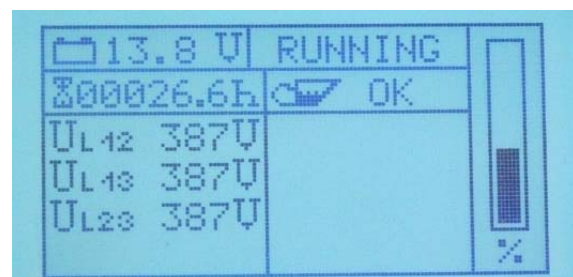 13.8 V RUNNING
00026.6h OK
UL12 387V
UL13 387V
UL23 387V
%